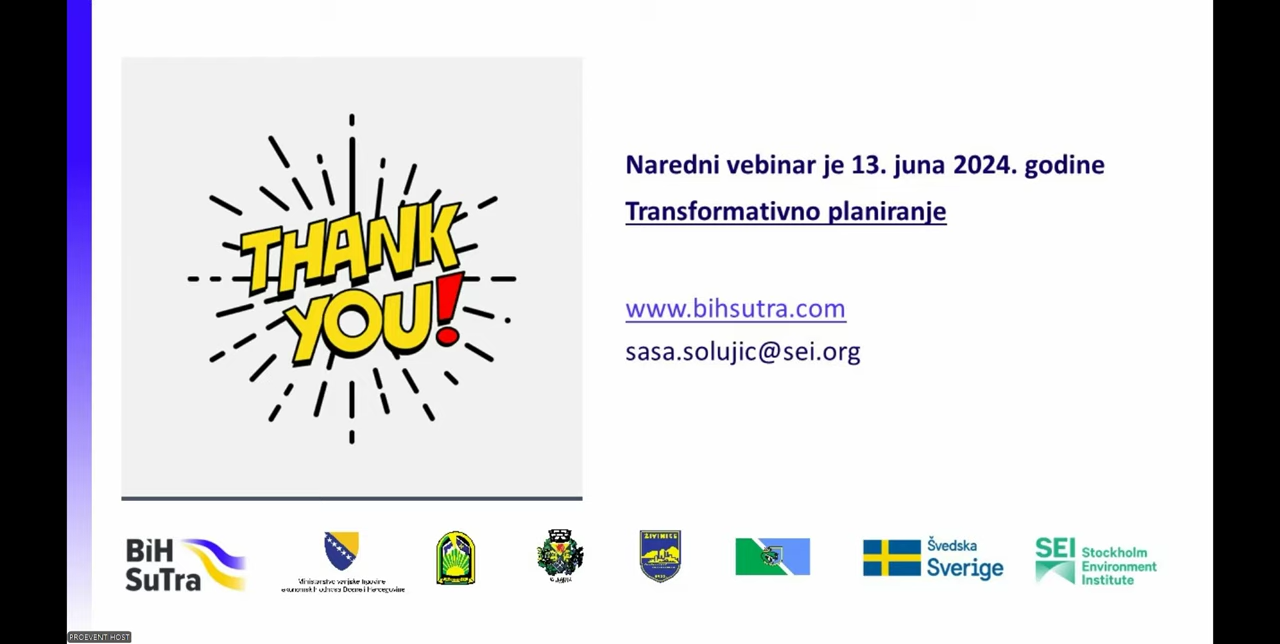 THANK
YOU!
Naredni vebinar je 13. juna 2024. godine
Transformativno planiranje
www.bihsutra.com
sasa.solujic@sei.org
BiH
SuTra
ŽIVINICE
Švedska
Sverige
SEI Stockholm
Environment
Institute
PROEVENT HOST